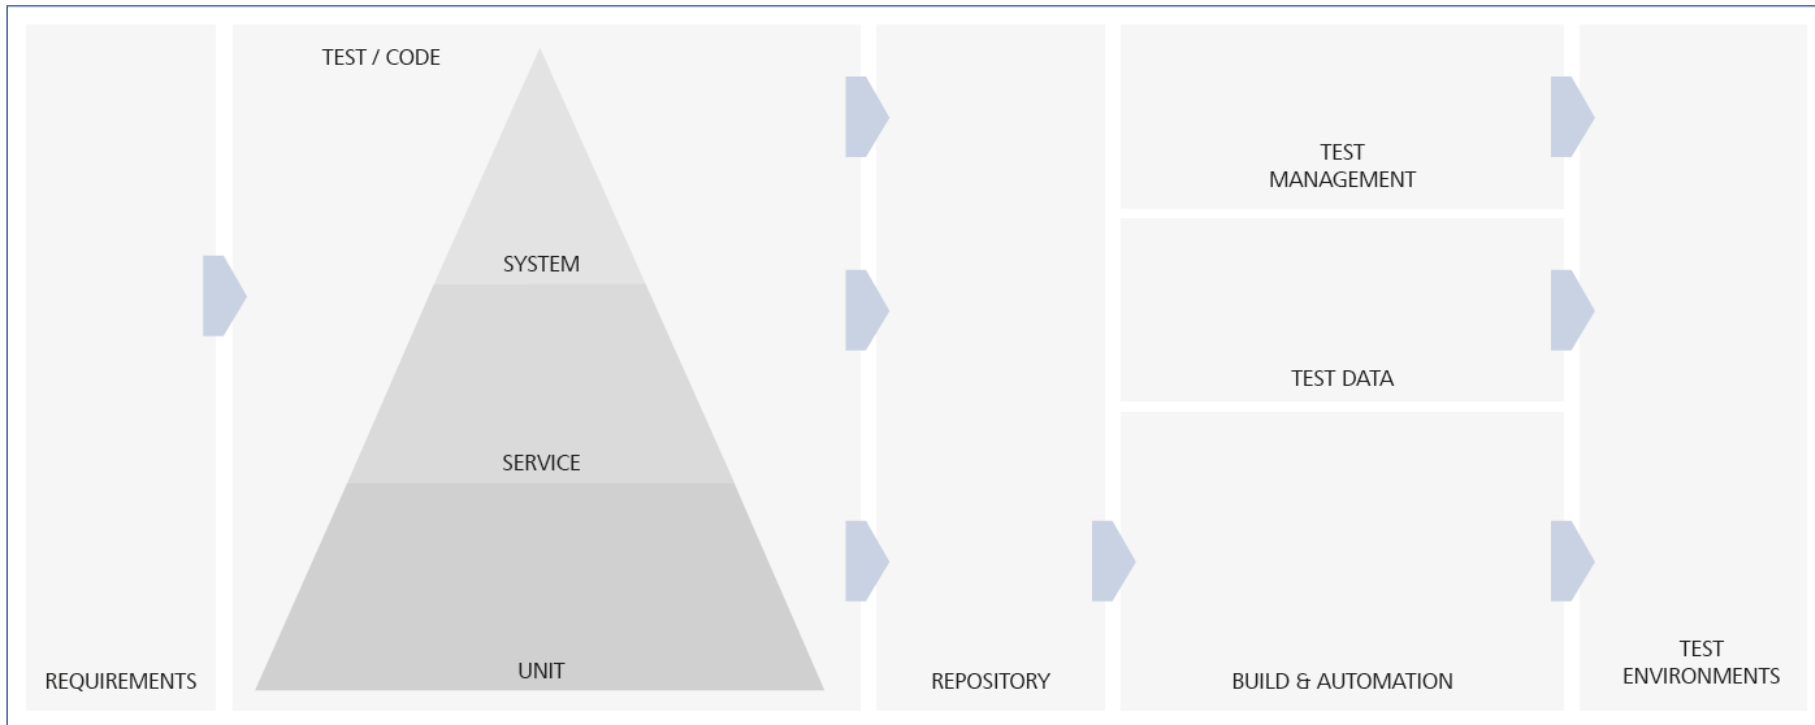 TEST / CODE
SYSTEM
SERVICE
UNIT
REQUIREMENTS
REPOSITORY
TEST
MANAGEMENT
TEST DATA
BUILD & AUTOMATION
TEST
ENVIRONMENTS